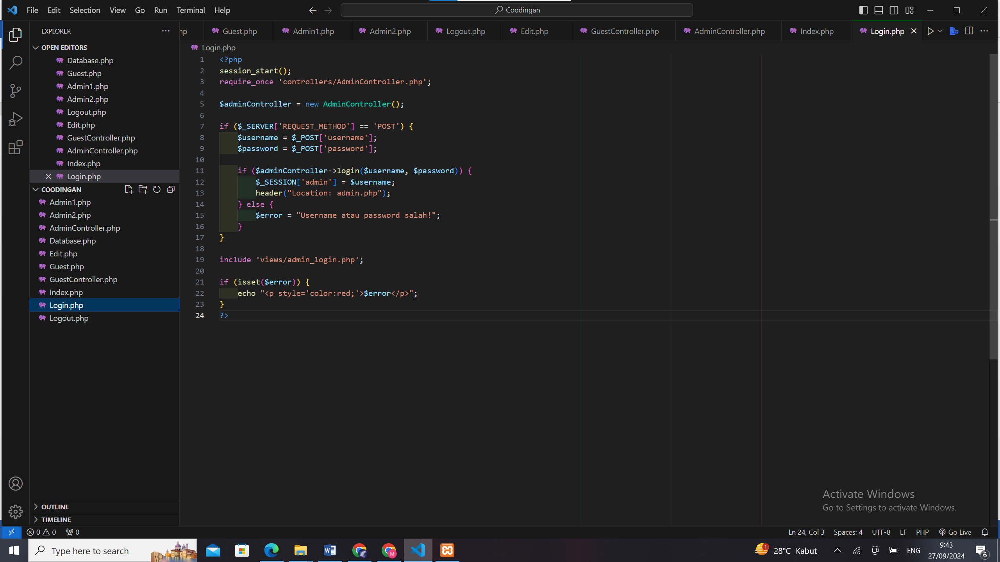 File Edit Selection View Go Run Terminal Help
Coodingan
EXPLORER
hp
Guest.php
Admin1.php
Admin2.php
Logout.php
Edit.php
GuestController.php
AdminController.php
Index.php
Login.php
OPEN EDITORS
Database.php
Guest.php
Admin1.php
Admin2.php
Logout.php
Edit.php
GuestController.php
AdminController.php
Index.php
Login.php
COODINGAN
Admin1.php
Admin2.php
AdminController.php
Database.php
Edit.php
Guest.php
GuestController.php
Index.php
Login.php
Logout.php
OUTLINE
TIMELINE
Login.php
1 <?php
2 session_start();
3 require_once 'controllers/AdminController.php';
4
5 $adminController = new AdminController();
6
7 if ($_SERVER['REQUEST_METHOD'] == 'POST') {
8     $username = $_POST['username'];
9     $password = $_POST['password'];
10
11     if ($adminController->login($username, $password)) {
12         $_SESSION['admin'] = $username;
13         header("Location: admin.php");
14     } else {
15         $error = "Username atau password salah!";
16     }
17 }
18
19 include 'views/admin_login.php';
20
21 if (isset($error)) {
22     echo "<p style='color:red;'>$error</p>";
23 }
24 ?>
Activate Windows
Go to Settings to activate Windows.
0 0 0
Ln 24, Col 3 Spaces: 4 UTF-8 LF PHP Go Live
Type here to search
M
1
28°C Kabut
ENG
9:43
27/09/2024
6